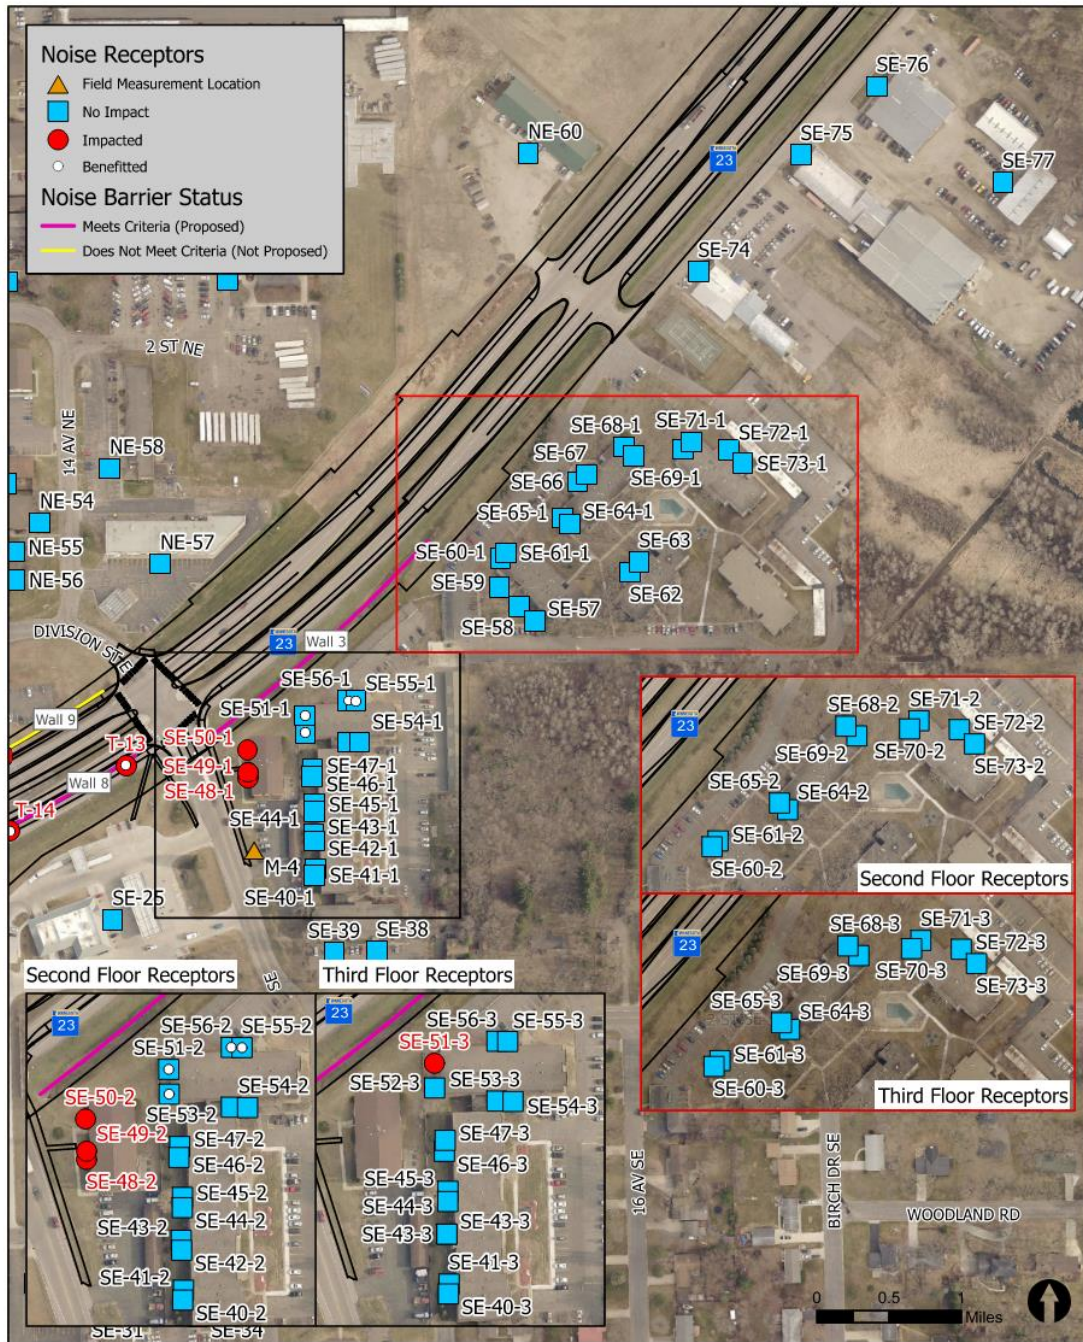 Noise Receptors
Field Measurement Location
No Impact
Impacted
Benefitted
Noise Barrier Status
Meets Criteria (Proposed)
Does Not Meet Criteria (Not Proposed)
SE-76
NE-60
SE-75
23
SE-77
SE-74
2 ST NE
14 AV NE
NE-58
NE-54
NE-55
NE-56
NE-57
SE-68-1
SE-71-1
SE-72-1
SE-67
SE-73-1
SE-66
SE-69-1
SE-65-1
SE-64-1
SE-60-1
SE-61-1
SE-63
SE-59
SE-57
SE-62
SE-58
DIVISION ST E
23
Wall 3
Wall 9
Wall 8
T-13
T-14
SE-56-1
SE-55-1
SE-51-1
SE-54-1
SE-50-1
SE-49-1
SE-48-1
SE-47-1
SE-46-1
SE-45-1
SE-44-1
SE-43-1
SE-42-1
M-4
SE-41-1
SE-40-1
SE-25
SE-39
SE-38
SE
23
SE-68-2
SE-71-2
SE-72-2
SE-69-2
SE-70-2
SE-73-2
SE-65-2
SE-64-2
SE-61-2
SE-60-2
Second Floor Receptors
23
SE-68-3
SE-71-3
SE-72-3
SE-69-3
SE-70-3
SE-73-3
SE-65-3
SE-64-3
SE-61-3
SE-60-3
Third Floor Receptors
Second Floor Receptors
23
SE-56-2
SE-55-2
SE-51-2
SE-54-2
SE-50-2
SE-53-2
SE-49-2
SE-48-2
SE-47-2
SE-46-2
SE-45-2
SE-43-2
SE-44-2
SE-42-2
SE-41-2
SE-40-2
SE-31
SE-34
Third Floor Receptors
23
SE-56-3
SE-55-3
SE-51-3
SE-52-3
SE-53-3
SE-54-3
SE-47-3
SE-46-3
SE-45-3
SE-44-3
SE-43-3
SE-43-3
SE-41-3
SE-40-3
16 AV SE
BIRCH DR SE
WOODLAND RD
0 0.5 1
Miles